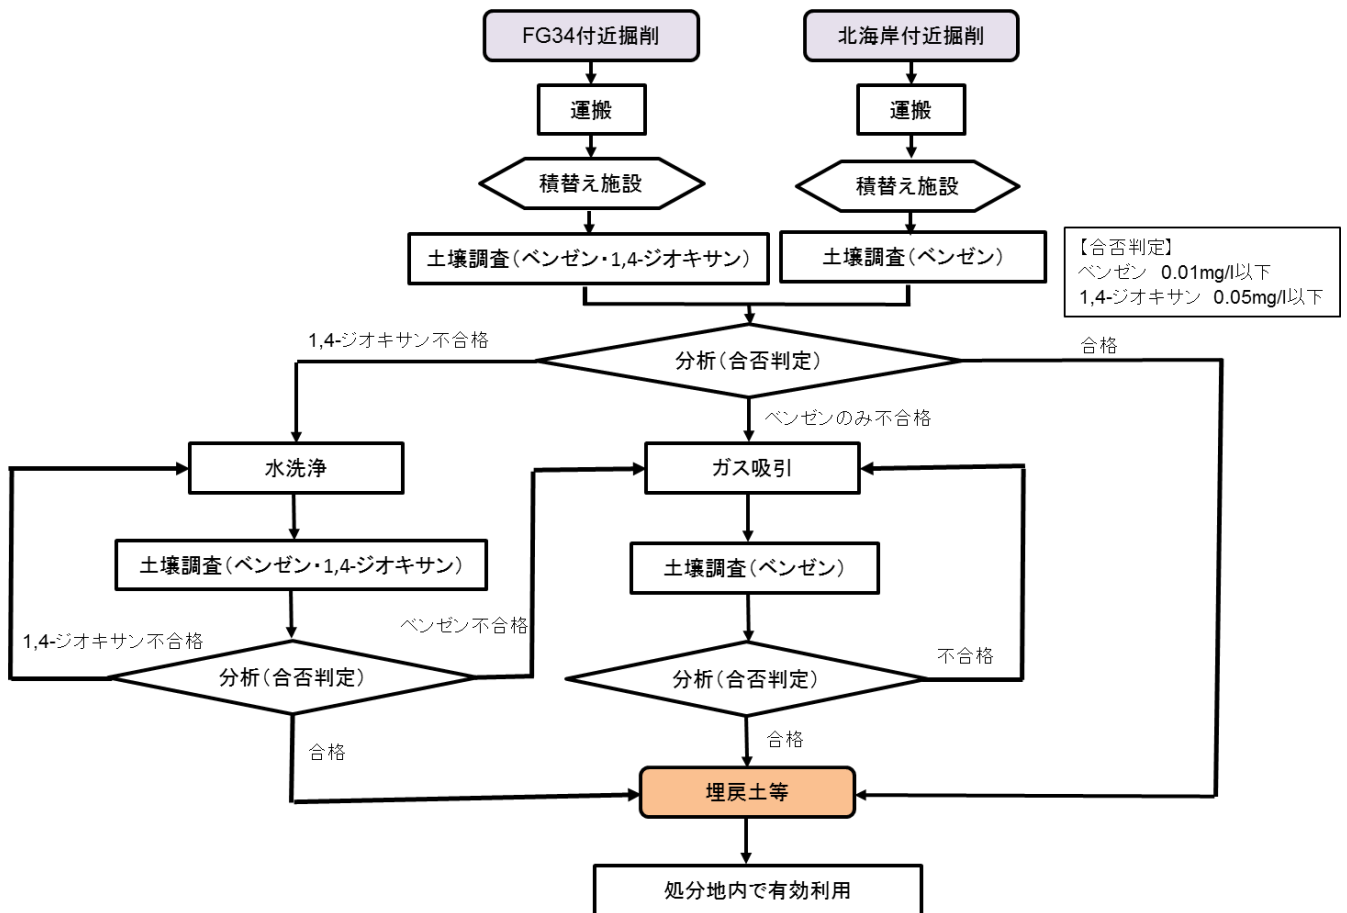 FG34付近掘削
北海岸付近掘削
運搬
運搬
積替え施設
積替え施設
土壌調査(ベンゼン・1,4-ジオキサン)
土壌調査(ベンゼン)
【合否判定】
ベンゼン 0.01mg/l以下
1,4-ジオキサン 0.05mg/l以下
1,4-ジオキサン不合格
分析(合否判定)
合格
ベンゼンのみ不合格
水洗浄
ガス吸引
土壌調査(ベンゼン・1,4-ジオキサン)
土壌調査(ベンゼン)
1,4-ジオキサン不合格
ベンゼン不合格
不合格
分析(合否判定)
分析(合否判定)
合格
合格
埋戻土等
処分地内で有効利用